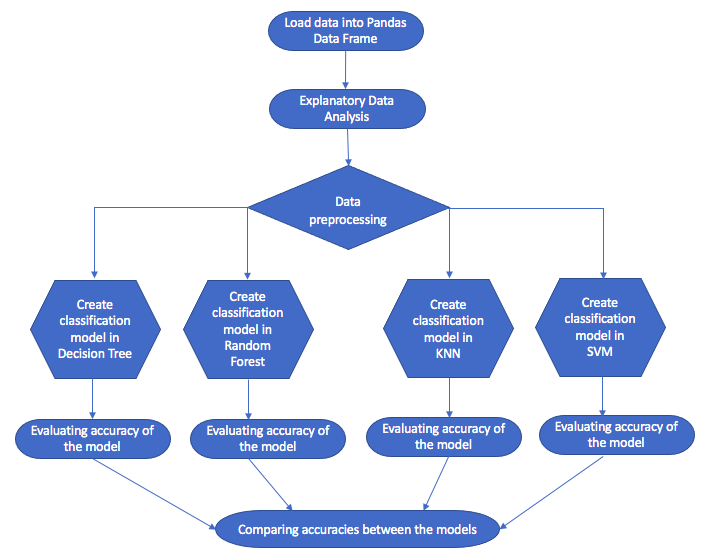 Load data into Pandas
Data Frame
Explanatory Data
Analysis
Data
preprocessing
Create
classification
model in
Decision Tree
Create
classification
model in
Random
Forest
Create
classification
model in
KNN
Create
classification
model in
SVM
Evaluating accuracy of
the model
Evaluating accuracy of
the model
Evaluating accuracy of
the model
Evaluating accuracy of
the model
Comparing accuracies between the models